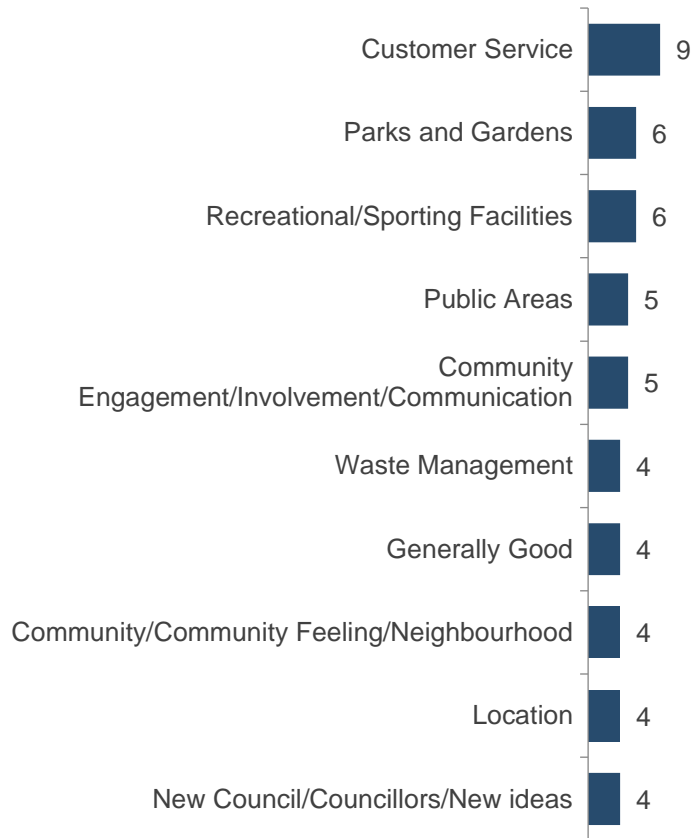 Customer Service 9
Parks and Gardens 6
Recreational/Sporting Facilities 6
Public Areas 5
Community
Engagement/Involvement/Communication 5
Waste Management 4
Generally Good 4
Community/Community Feeling/Neighbourhood 4
Location 4
New Council/Councillors/New ideas 4